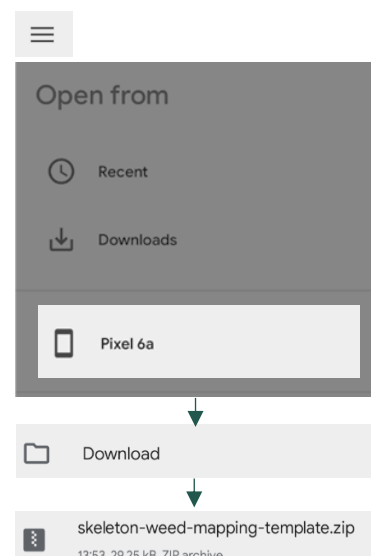 Open from
Recent
Downloads
Pixel 6a
Download
skeleton-weed-mapping-template.zip
13:53, 29.25 kB, ZIP archive